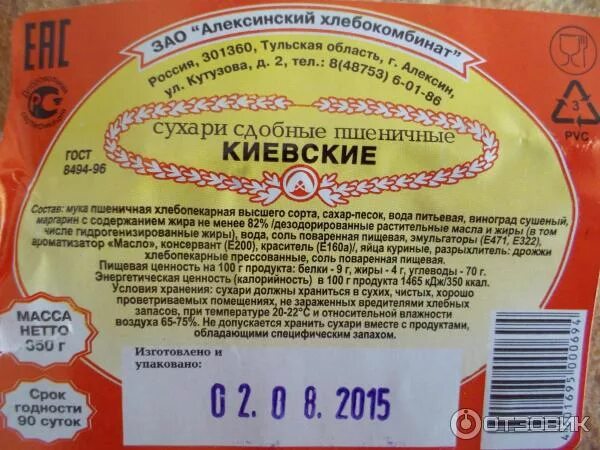 ЕАС
ЗАО "Алексинский хлебокомбинат"
Россия, 301360, Тульская область, г. Алексин,
ул. Кутузова, д. 2, тел.: 8(48753) 6-01-86
3
PVC
сухари сдобные пшеничные
КИЕВСКИЕ
ГОСТ
8494-96
Состав: мука пшеничная хлебопекарная высшего сорта, сахар-песок, вода питьевая, виноград сушеный,
маргарин с содержанием жира не менее 82% /дезодорированные растительные масла и жиры (в том
числе гидрогенизированные жиры), вода, соль поваренная пищевая, эмульгаторы (Е471, Е322),
ароматизатор «Масло», консервант (Е200), краситель (Е160а)/, яйца куриные, разрыхлитель: дрожжи
хлебопекарные прессованные, соль поваренная пищевая.
Пищевая ценность на 100 г продукта: белки - 9 г, жиры - 4 г, углеводы - 70 г.
Энергетическая ценность (калорийность) в 100 г продукта 1465 кДж/350 ккал.
Условия хранения: сухари должны храниться в сухих, чистых, хорошо
проветриваемых помещениях, не зараженных вредителями хлебных
запасов, при температуре 20-22°С и относительной влажности
воздуха 65-75%. Не допускается хранить сухари вместе с продуктами,
обладающими специфическим запахом.
МАССА
НЕТТО
350 г
Срок
годности
90 суток
Изготовлено и
упаковано:
02.08.2015
ОТЗОВИК